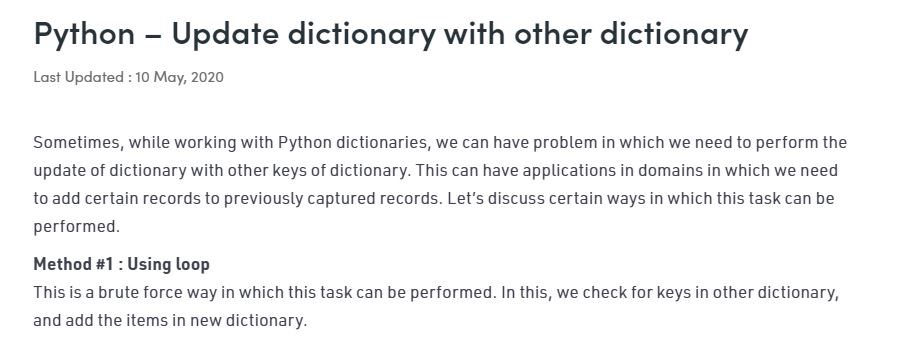 Python – Update dictionary with other dictionary
Last Updated : 10 May, 2020
Sometimes, while working with Python dictionaries, we can have problem in which we need to perform the
update of dictionary with other keys of dictionary. This can have applications in domains in which we need
to add certain records to previously captured records. Let’s discuss certain ways in which this task can be
performed.
Method #1 : Using loop
This is a brute force way in which this task can be performed. In this, we check for keys in other dictionary,
and add the items in new dictionary.